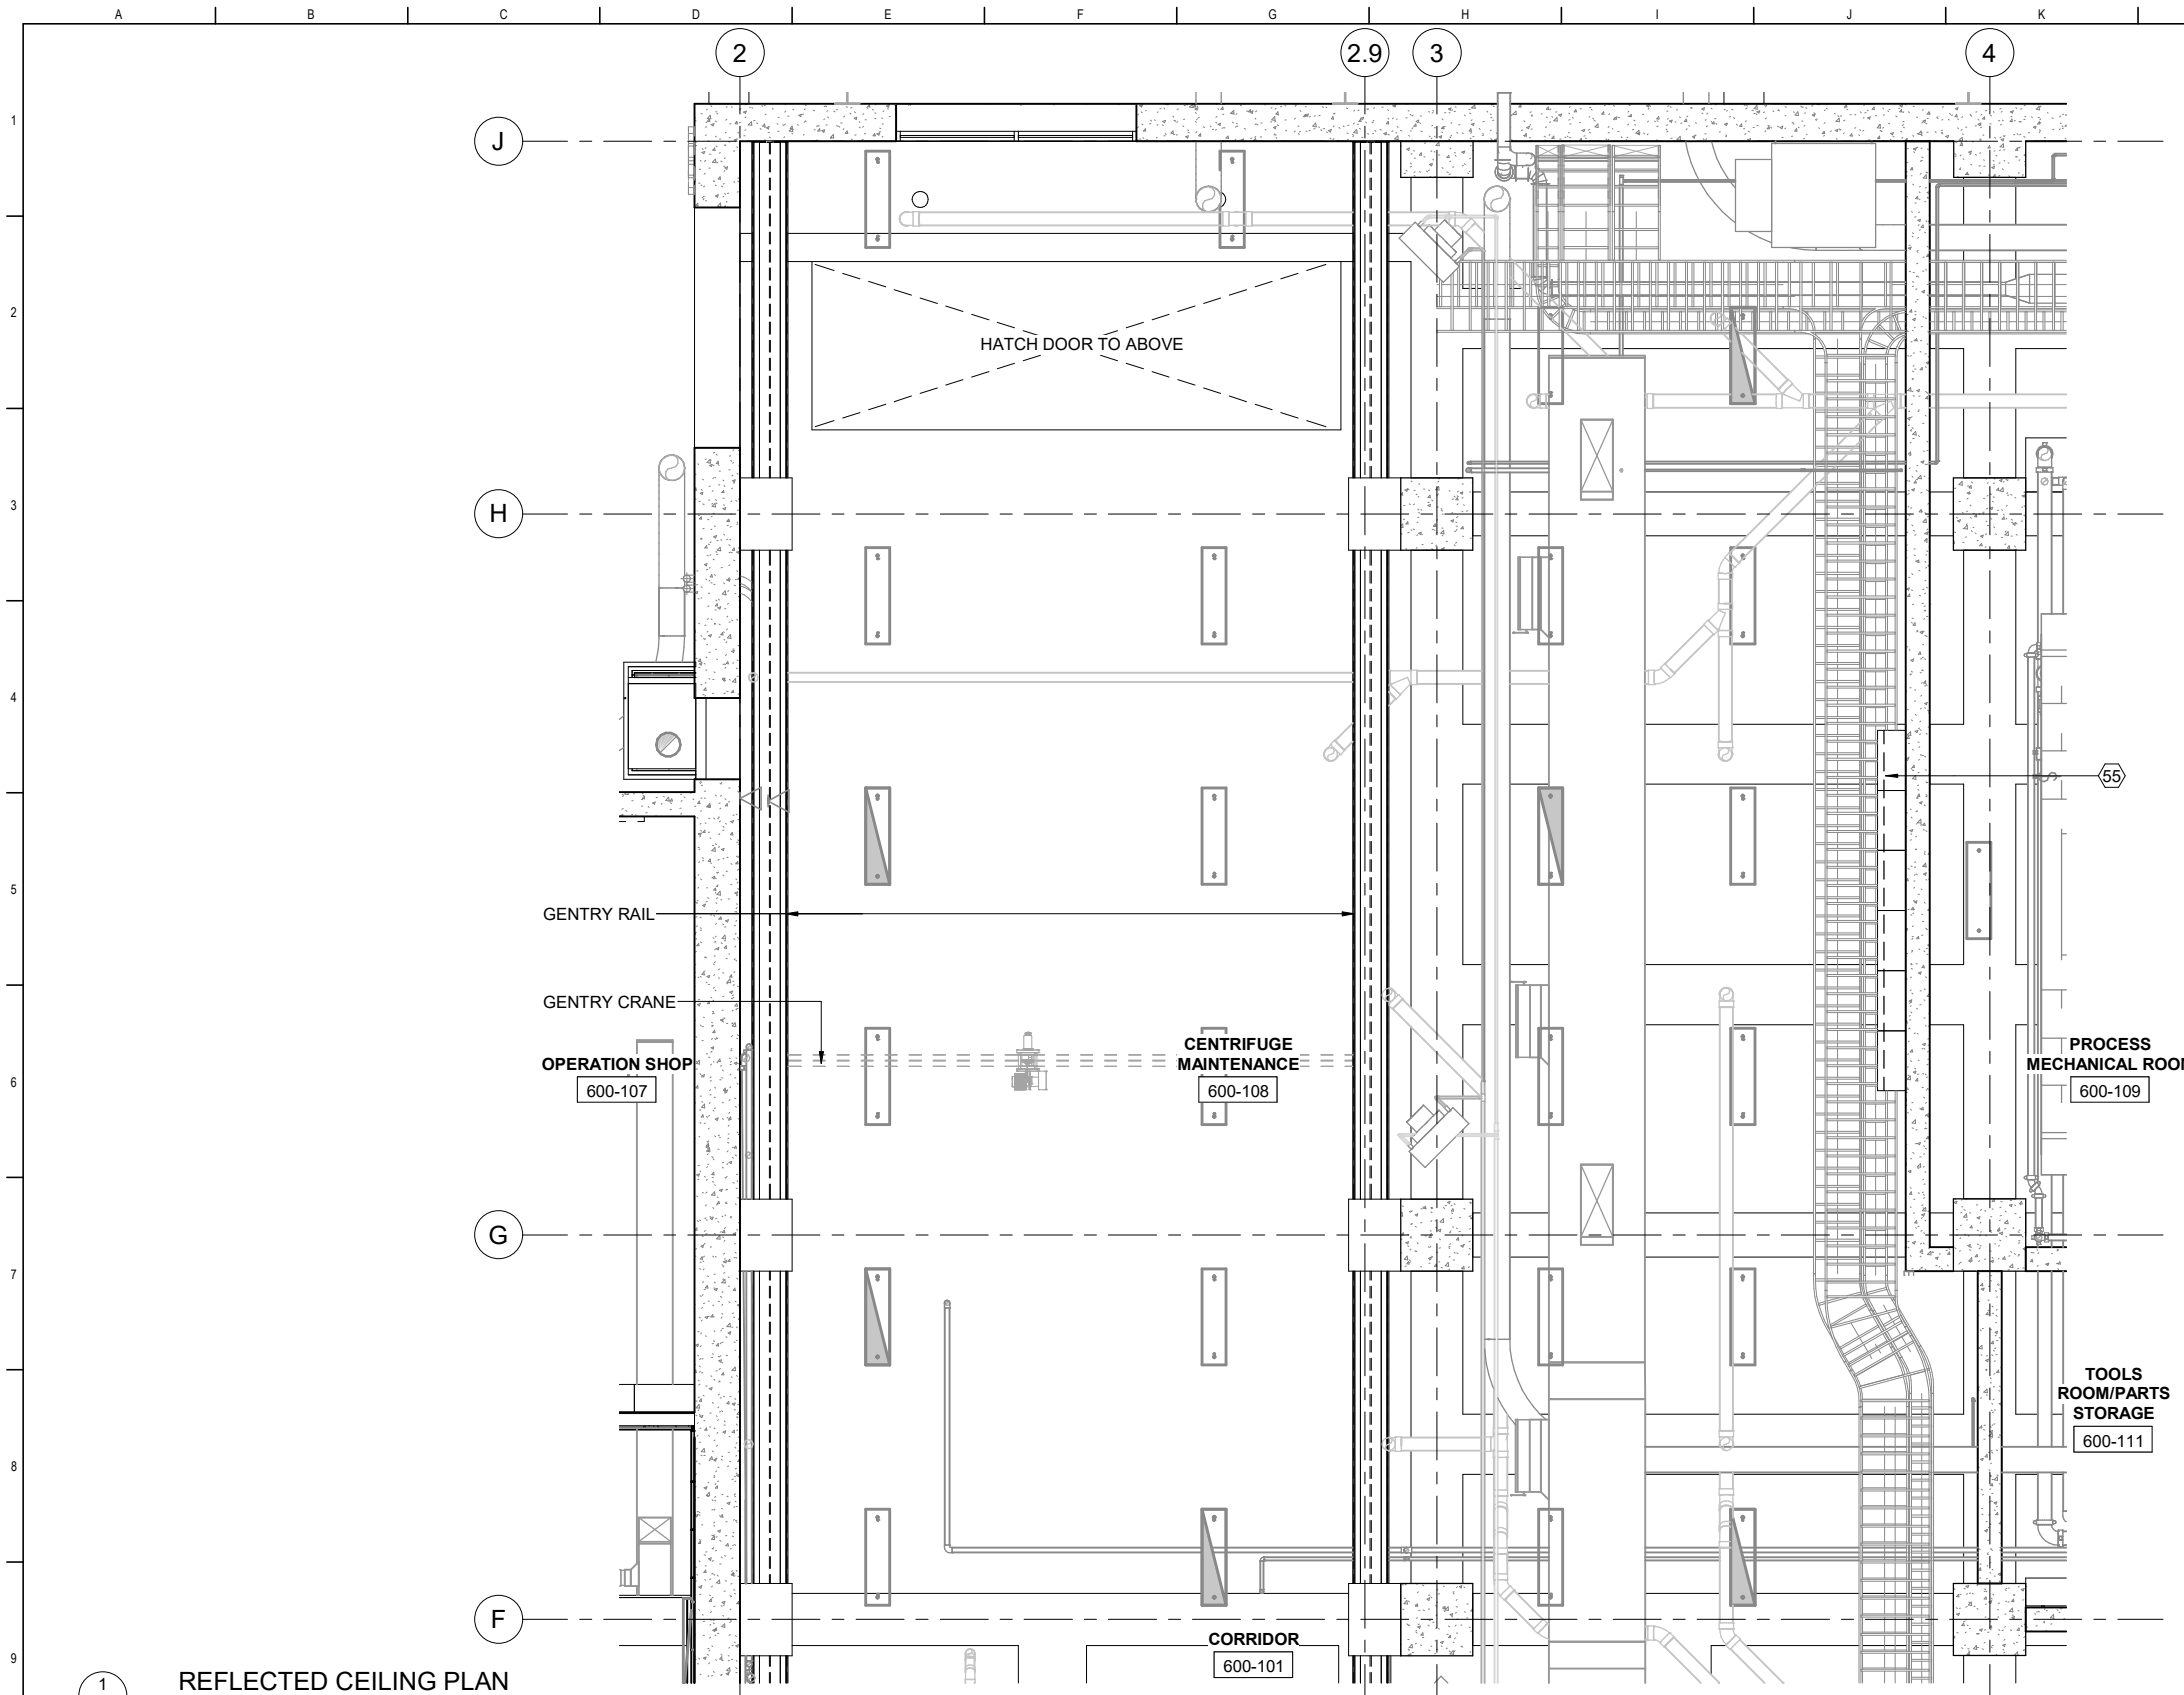 A B C D E F G H I J K
2 2.9 3 4
1
J
2
HATCH DOOR TO ABOVE
3
H
4
55
5
GENTRY RAIL
GENTRY CRANE
6
OPERATION SHOP
600-107
CENTRIFUGE
MAINTENANCE
600-108
PROCESS
MECHANICAL ROOM
600-109
G
7
TOOLS
ROOM/PARTS
STORAGE
600-111
8
F
9
CORRIDOR
600-101
1
REFLECTED CEILING PLAN